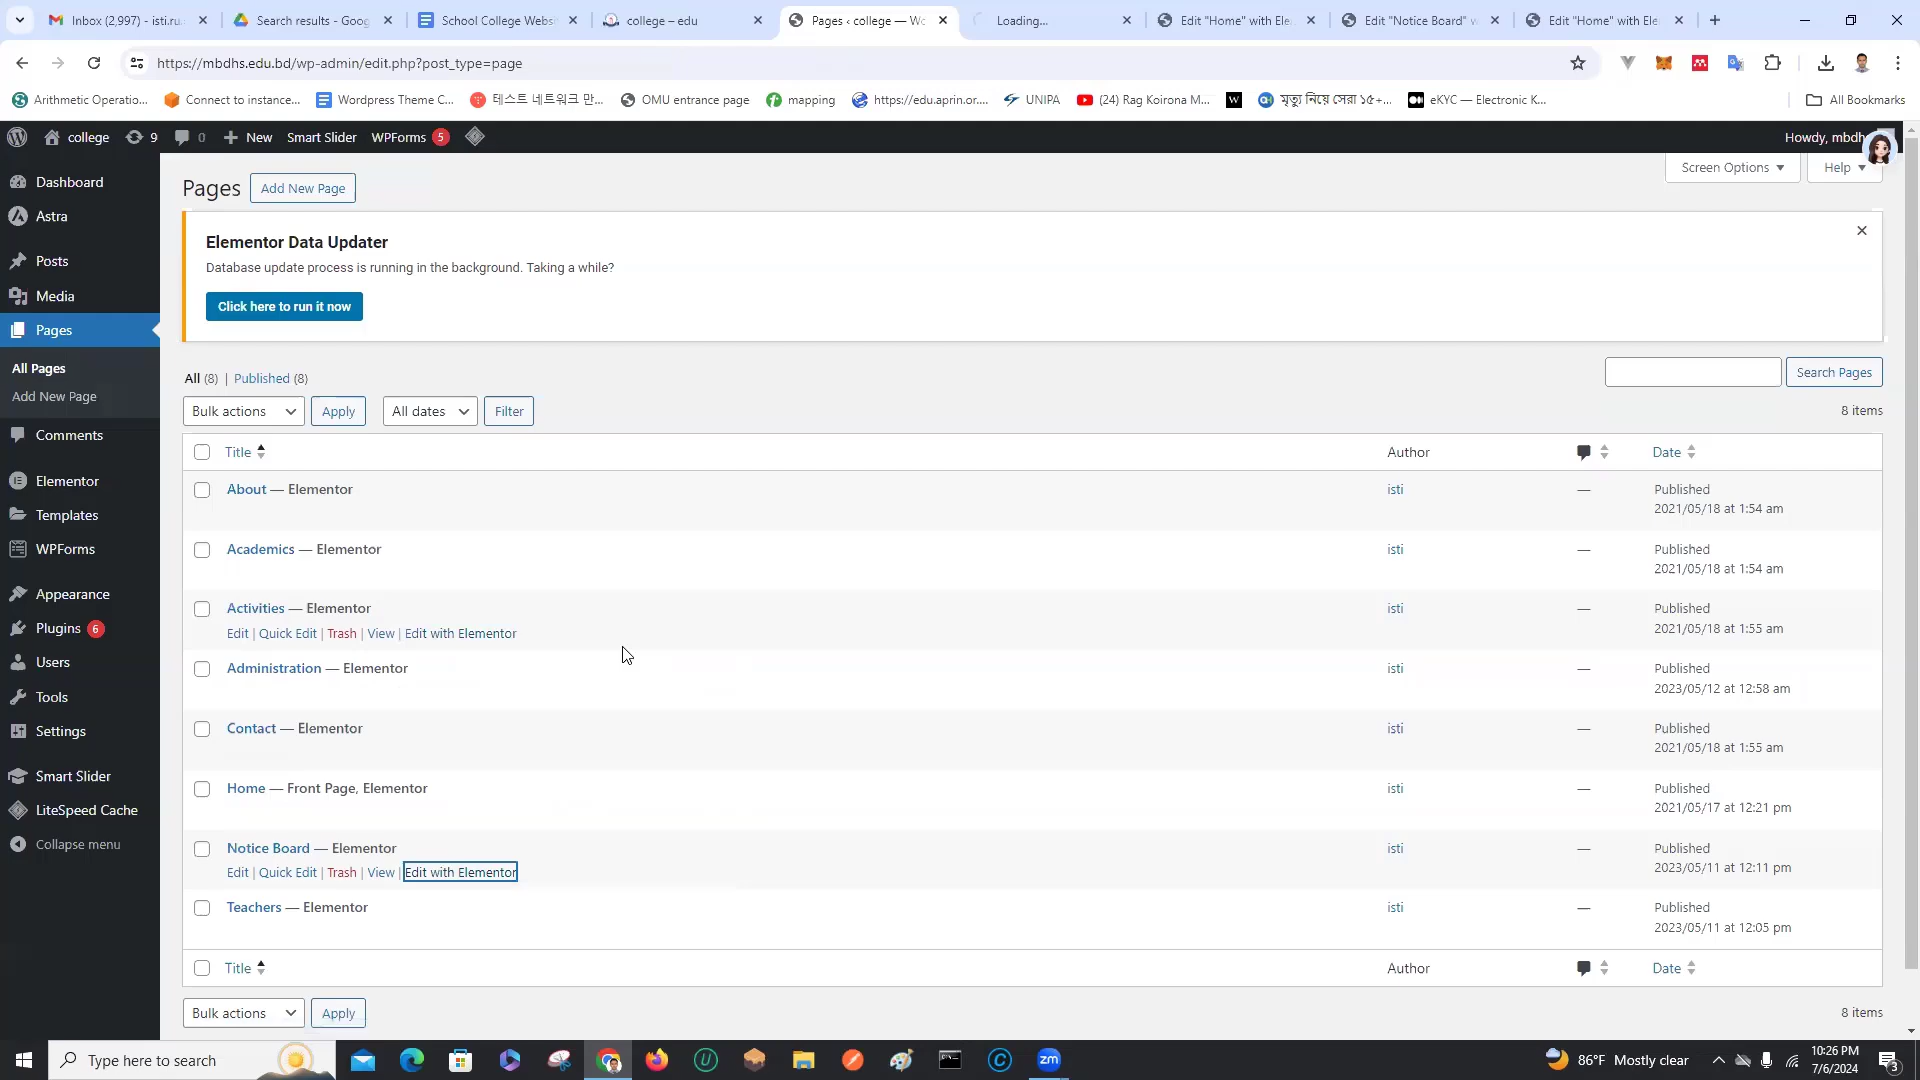 Inbox (2,997) - isti.ru.
Search results - Goog
School College Webs
college – edu
Pages ‹ college — Wo
Loading...
Edit "Home" with Ele
Edit "Notice Board" w
Edit "Home" with Ele
https://mbdhs.edu.bd/wp-admin/edit.php?post_type=page
Arithmetic Operatio...
Connect to instance...
Wordpress Theme C...
테스트 네트워크 만...
OMU entrance page
mapping
https://edu.aprin.or....
UNIPA
(24) Rag Koirona M...
W
মৃত্যু নিয়ে সেরা ১৫+...
eKYC — Electronic K...
All Bookmarks
college 9 0 New Smart Slider WPForms 5
Howdy, mbdh
Dashboard
Astra
Posts
Media
Pages
All Pages
Add New Page
Comments
Elementor
Templates
WPForms
Appearance
Plugins 6
Users
Tools
Settings
Smart Slider
LiteSpeed Cache
Collapse menu
Screen Options Help
Pages Add New Page
Elementor Data Updater
Database update process is running in the background. Taking a while?
Click here to run it now
All (8) | Published (8)
Search Pages
Bulk actions Apply All dates Filter
8 items
Title Author Date
About — Elementor isti — Published
2021/05/18 at 1:54 am
Academics — Elementor isti — Published
2021/05/18 at 1:54 am
Activities — Elementor isti — Published
Edit | Quick Edit | Trash | View | Edit with Elementor 2021/05/18 at 1:55 am
Administration — Elementor isti — Published
2023/05/12 at 12:58 am
Contact — Elementor isti — Published
2021/05/18 at 1:55 am
Home — Front Page, Elementor isti — Published
2021/05/17 at 12:21 pm
Notice Board — Elementor isti — Published
Edit | Quick Edit | Trash | View | Edit with Elementor 2023/05/11 at 12:11 pm
Teachers — Elementor isti — Published
2023/05/11 at 12:05 pm
Title Author Date
Bulk actions Apply
8 items
Type here to search
zm
86°F Mostly clear
10:26 PM
7/6/2024
3